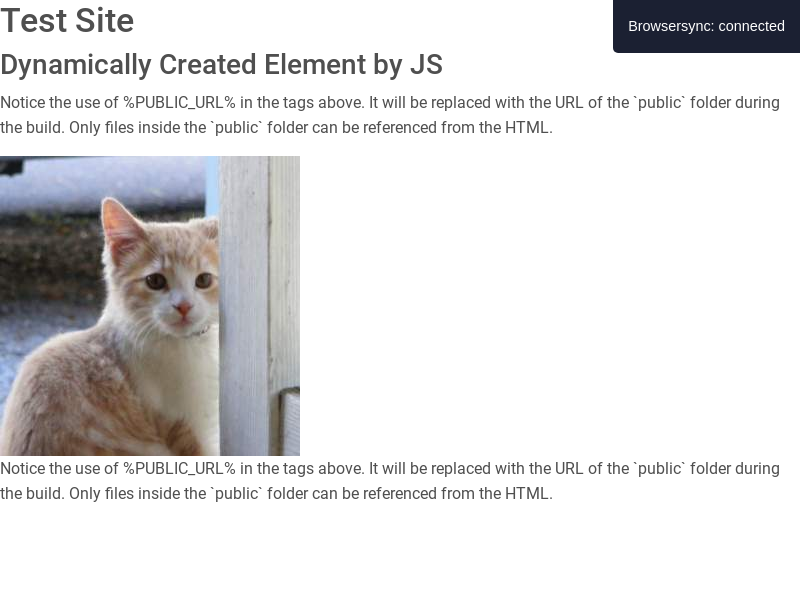 Test Site
Browsersync: connected
Dynamically Created Element by JS
Notice the use of %PUBLIC_URL% in the tags above. It will be replaced with the URL of the `public` folder during
the build. Only files inside the `public` folder can be referenced from the HTML.
Notice the use of %PUBLIC_URL% in the tags above. It will be replaced with the URL of the `public` folder during
the build. Only files inside the `public` folder can be referenced from the HTML.